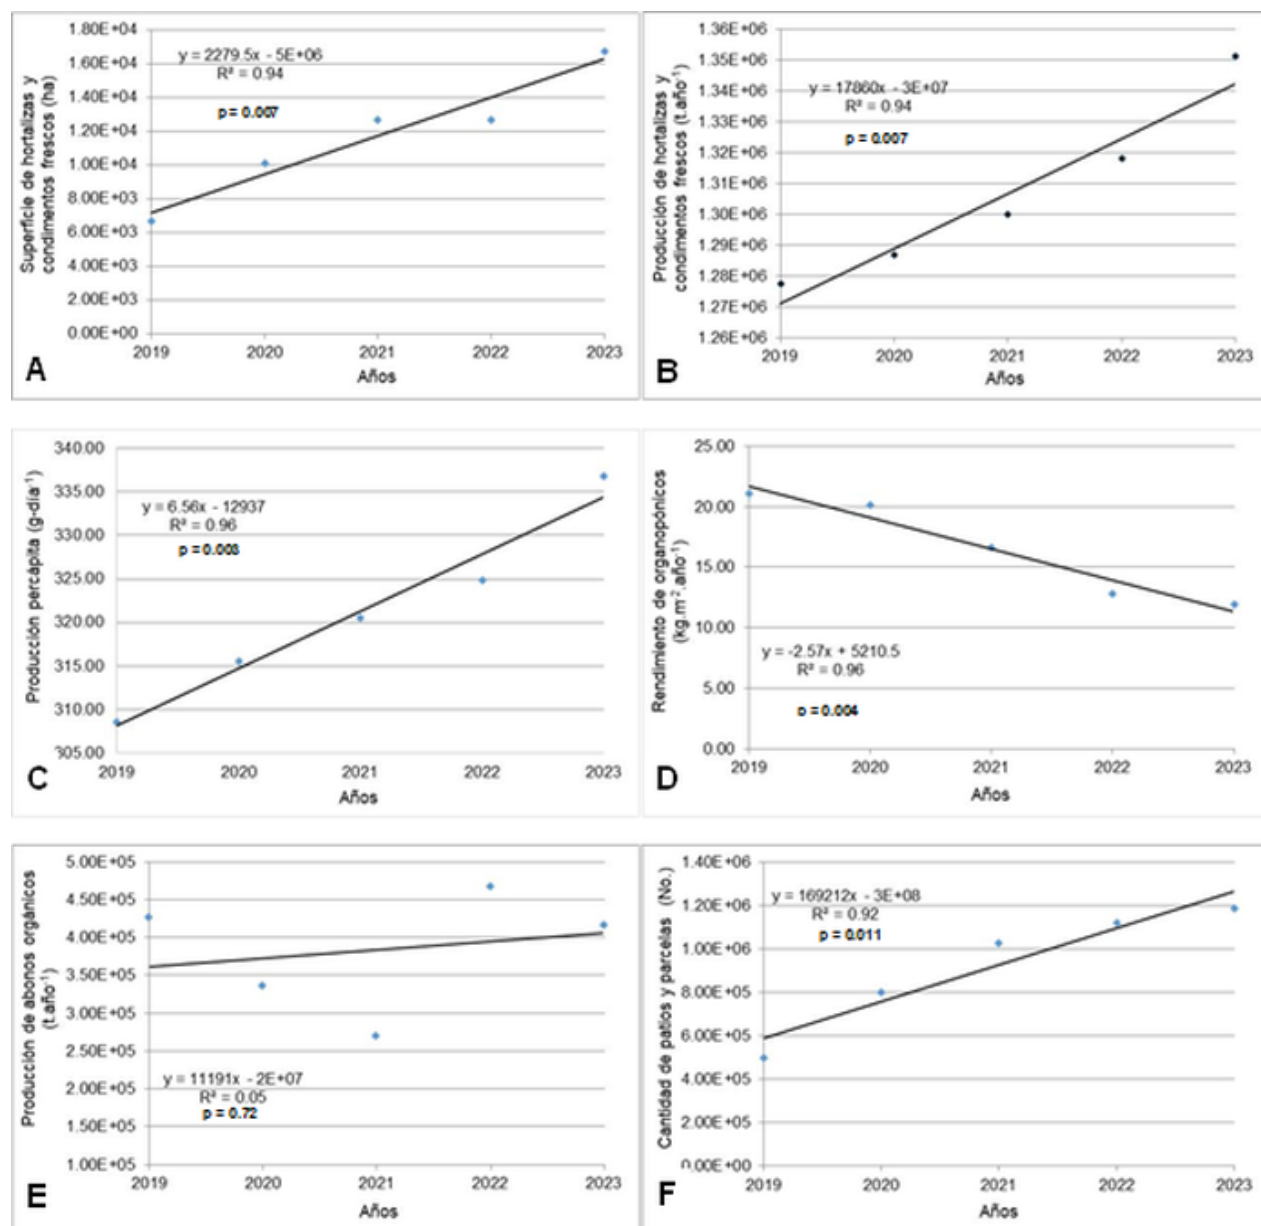 1.80E+04
1.60E+04
1.40E+04
1.20E+04
1.00E+04
8.00E+03
6.00E+03
4.00E+03
2.00E+03
0.00E+00
Superficie de hortalizas y
condimentos frescos (ha)
y = 2279.5x - 5E+06
R² = 0.94
p = 0.007
2019 2020 2021 2022 2023
Años
A
1.36E+06
1.35E+06
1.34E+06
1.33E+06
1.32E+06
1.31E+06
1.30E+06
1.29E+06
1.28E+06
1.27E+06
1.26E+06
Producción de hortalizas y
condimentos frescos (t.año⁻¹)
y = 17860x - 3E+07
R² = 0.94
p = 0.007
2019 2020 2021 2022 2023
Años
B
340.00
335.00
330.00
325.00
320.00
315.00
310.00
305.00
Producción percápita (g-día⁻¹)
y = 6.56x - 12937
R² = 0.96
p = 0.003
2019 2020 2021 2022 2023
Años
C
25.00
20.00
15.00
10.00
5.00
0.00
Rendimiento de organopónicos
(kg.m⁻².año⁻¹)
y = -2.57x + 5210.5
R² = 0.96
p = 0.004
2019 2020 2021 2022 2023
Años
D
5.00E+05
4.50E+05
4.00E+05
3.50E+05
3.00E+05
2.50E+05
2.00E+05
1.50E+05
1.00E+05
Producción de abonos orgánicos
(t.año⁻¹)
y = 11191x - 2E+07
R² = 0.05
p = 0.72
2019 2020 2021 2022 2023
Años
E
1.40E+06
1.20E+06
1.00E+06
8.00E+05
6.00E+05
4.00E+05
2.00E+05
0.00E+00
Cantidad de patios y parcelas (No.)
y = 169212x - 3E+08
R² = 0.92
p = 0.011
2019 2020 2021 2022 2023
Años
F